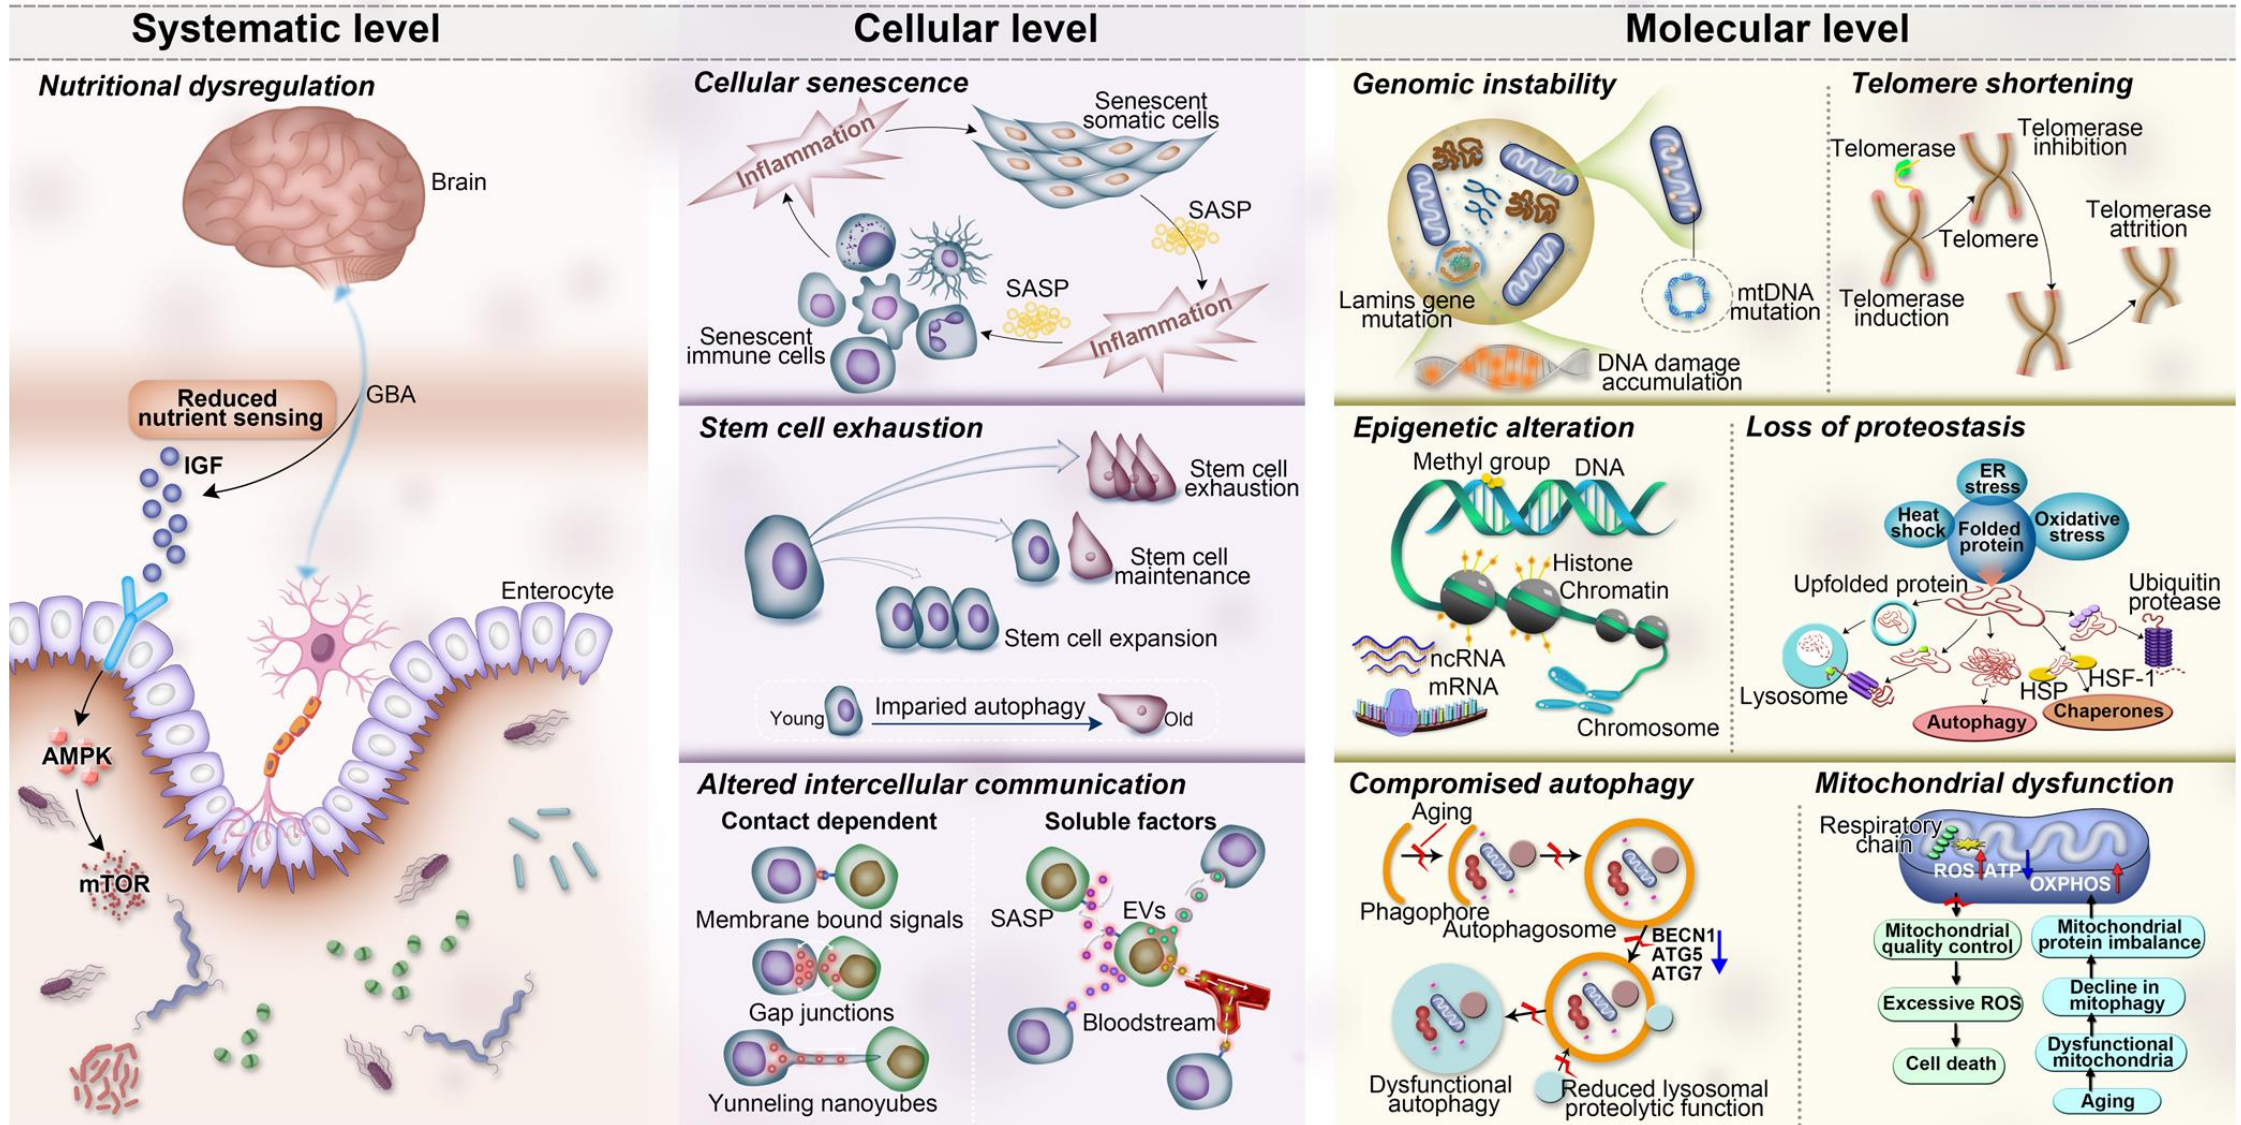 Systematic level
Nutritional dysregulation
Brain
GBA
Reduced
nutrient sensing
IGF
Enterocyte
AMPK
mTOR
Cellular level
Cellular senescence
Inflammation
Senescent
somatic cells
SASP
SASP
Inflammation
Senescent
immune cells
Stem cell exhaustion
Stem cell
exhaustion
Stem cell
maintenance
Stem cell expansion
Young
Imparied autophagy
Old
Altered intercellular communication
Contact dependent
Membrane bound signals
Gap junctions
Yunneling nanoyubes
Soluble factors
SASP
EVs
Bloodstream
Molecular level
Genomic instability
Lamins gene
mutation
mtDNA
mutation
DNA damage
accumulation
Telomere shortening
Telomerase
Telomerase
inhibition
Telomere
Telomerase
attrition
Telomerase
induction
Epigenetic alteration
Methyl group
DNA
Histone
Chromatin
ncRNA
mRNA
Chromosome
Loss of proteostasis
ER
stress
Heat
shock
Folded
protein
Oxidative
stress
Upfolded protein
Ubiquitin
protease
Lysosome
HSP
HSF-1
Autophagy
Chaperones
Compromised autophagy
Aging
Phagophore
Autophagosome
BECN1
ATG5
ATG7
Dysfunctional
autophagy
Reduced lysosomal
proteolytic function
Mitochondrial dysfunction
Respiratory
chain
ROS
ATP
OXPHOS
Mitochondrial
quality control
Excessive ROS
Cell death
Mitochondrial
protein imbalance
Decline in
mitophagy
Dysfunctional
mitochondria
Aging